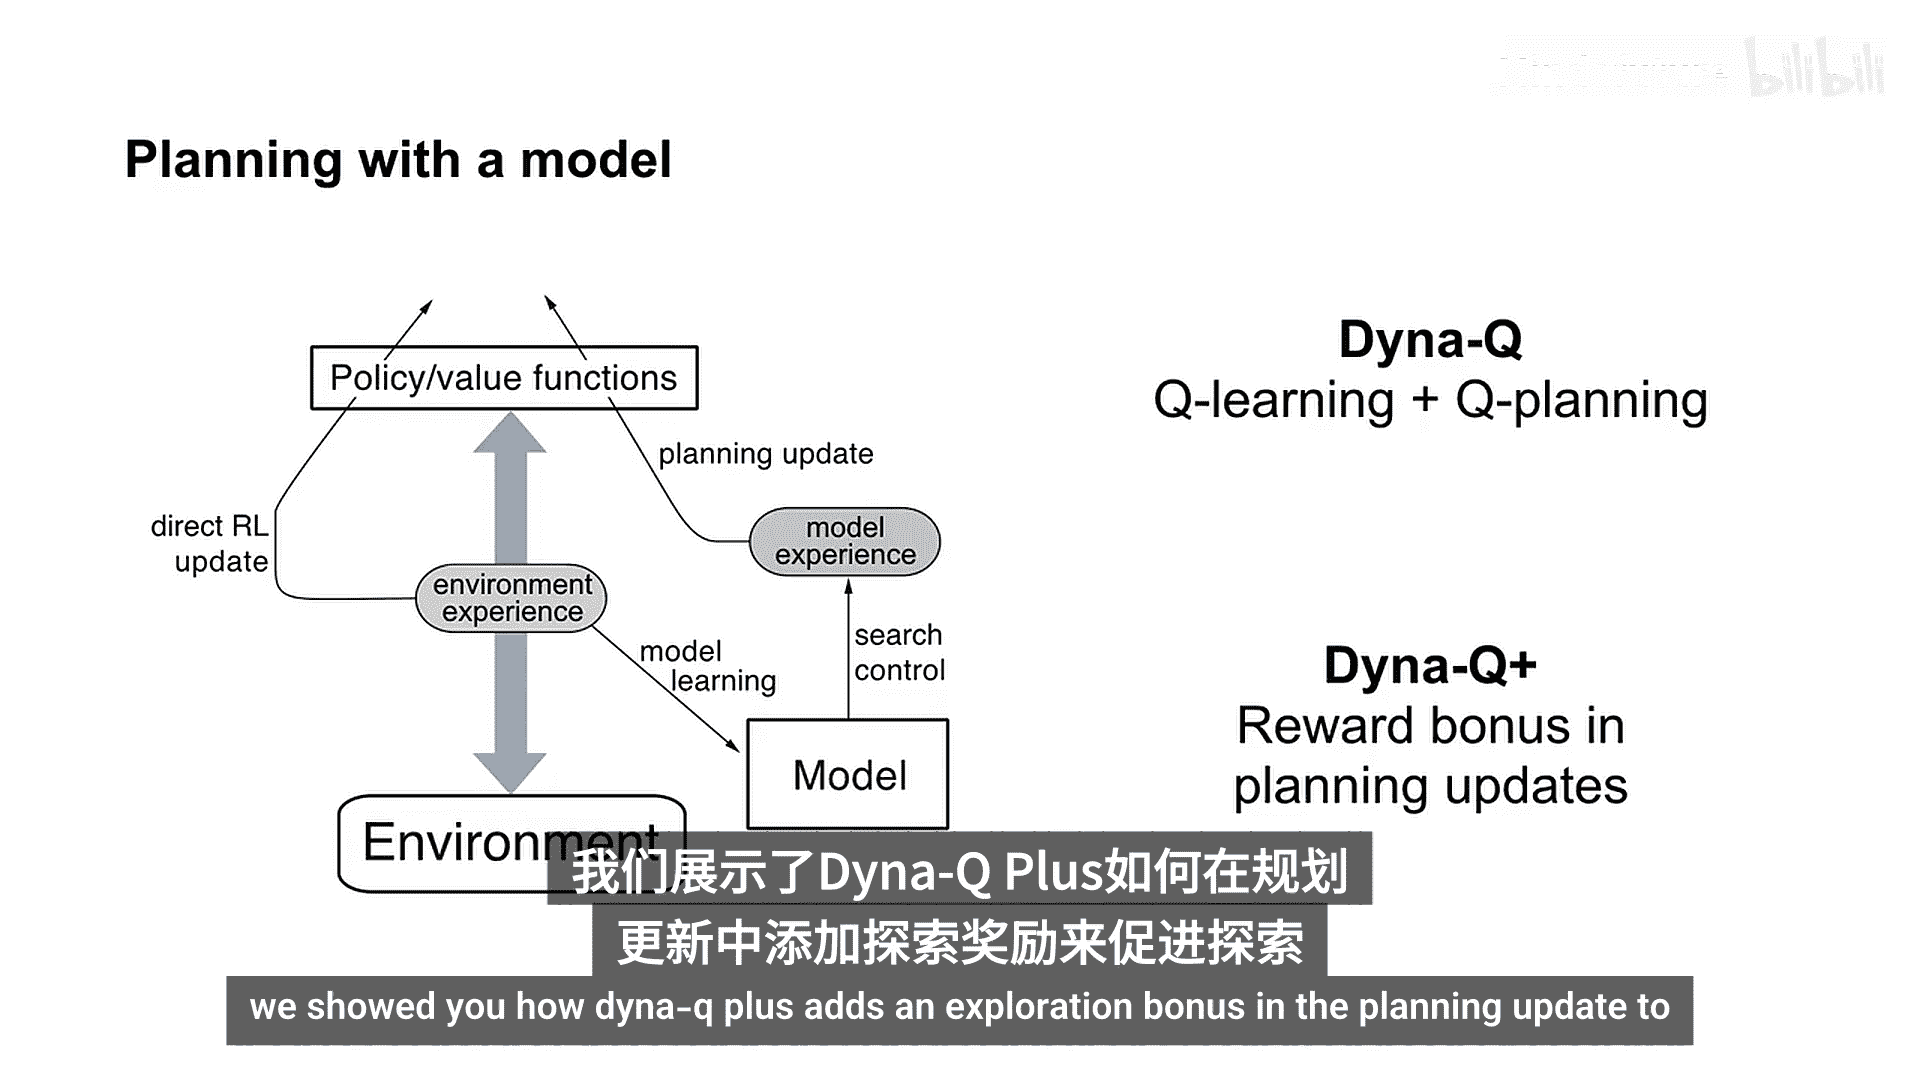 bilibili
Planning with a model
Policy/value functions
planning update
direct RL
update
model
experience
environment
experience
model
learning
search
control
Model
Environment
Dyna-Q
Q-learning + Q-planning
Dyna-Q+
Reward bonus in
planning updates
我们展示了Dyna-Q Plus如何在规划
更新中添加探索奖励来促进探索
we showed you how dyna-q plus adds an exploration bonus in the planning update to